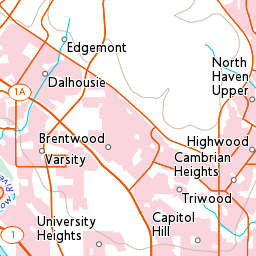 Edgemont
Dalhousie
North
Haven
Upper
1A
Brentwood
Varsity
Highwood
Cambrian
Heights
Triwood
University
Heights
Capitol
Hill
1